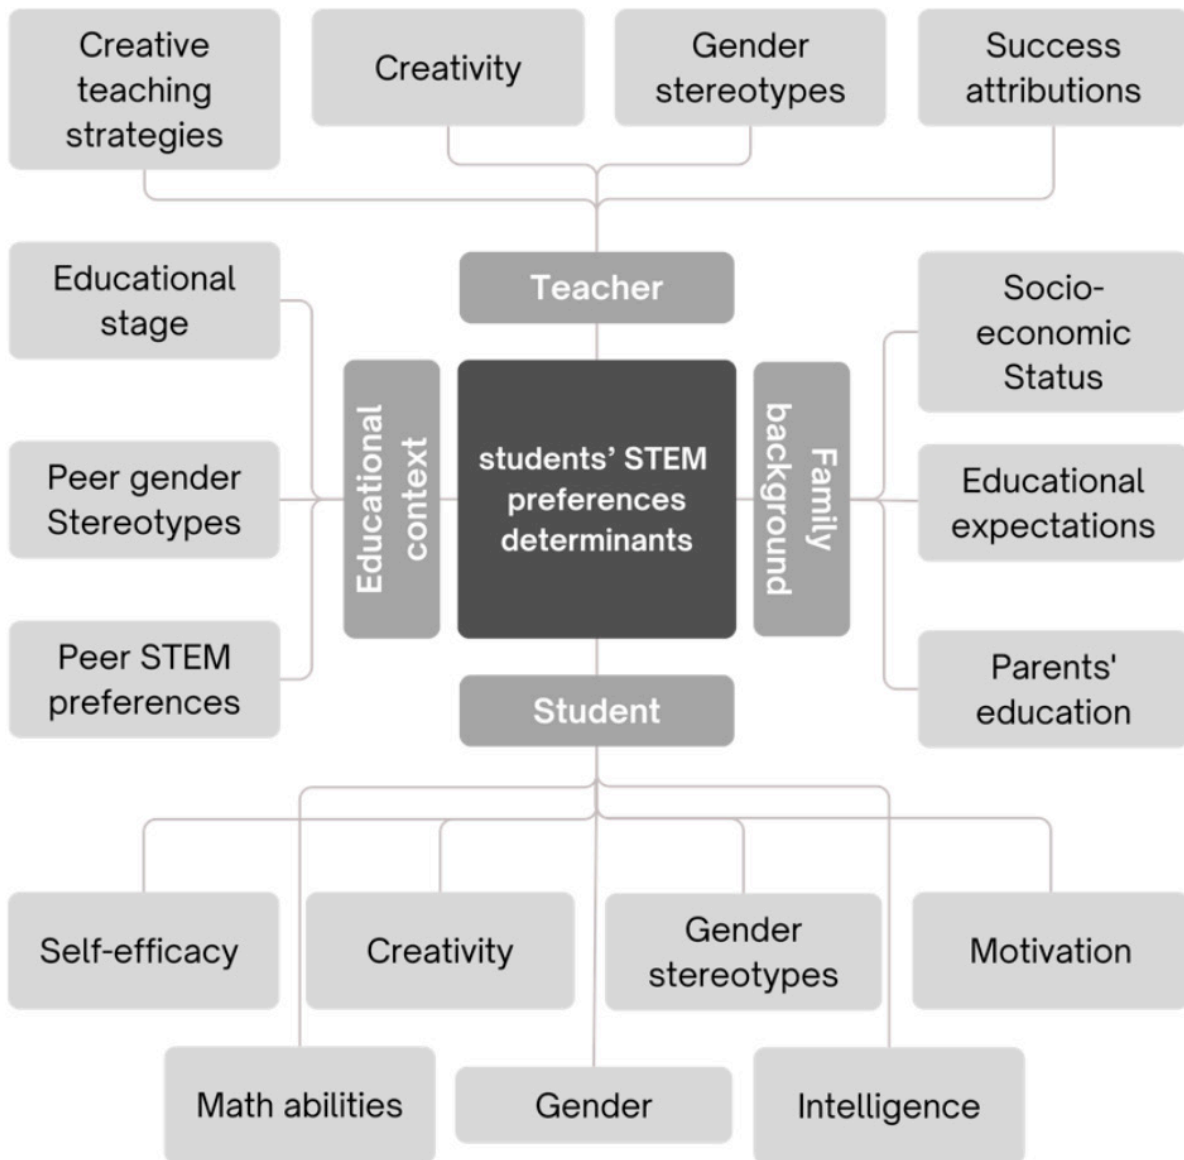 Creative
teaching
strategies
Creativity
Gender
stereotypes
Success
attributions
Teacher
Educational
stage
Peer gender
Stereotypes
Peer STEM
preferences
Educational
context
students’ STEM
preferences
determinants
Family
background
Socio-
economic
Status
Educational
expectations
Parents'
education
Student
Self-efficacy
Creativity
Gender
stereotypes
Motivation
Math abilities
Gender
Intelligence